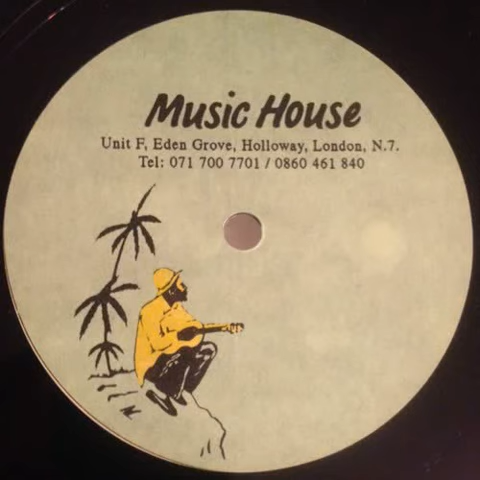 Music House
Unit F, Eden Grove, Holloway, London, N.7.
Tel: 071 700 7701 / 0860 461 840